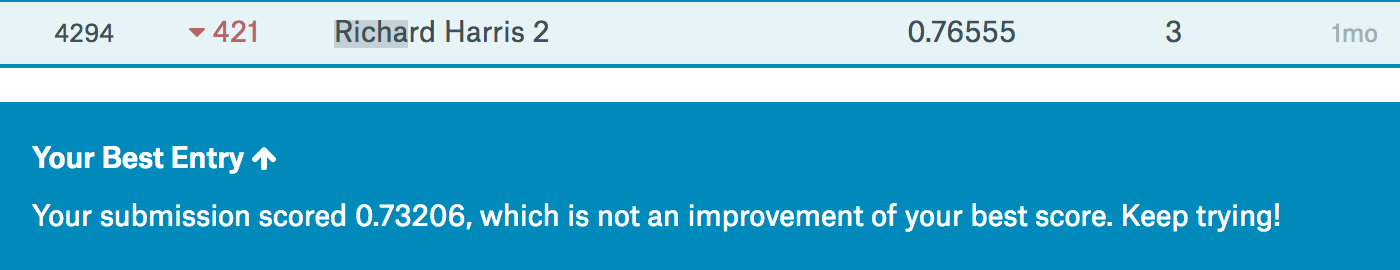 4294 421 Richard Harris 2 0.76555 3 1mo
Your Best Entry
Your submission scored 0.73206, which is not an improvement of your best score. Keep trying!